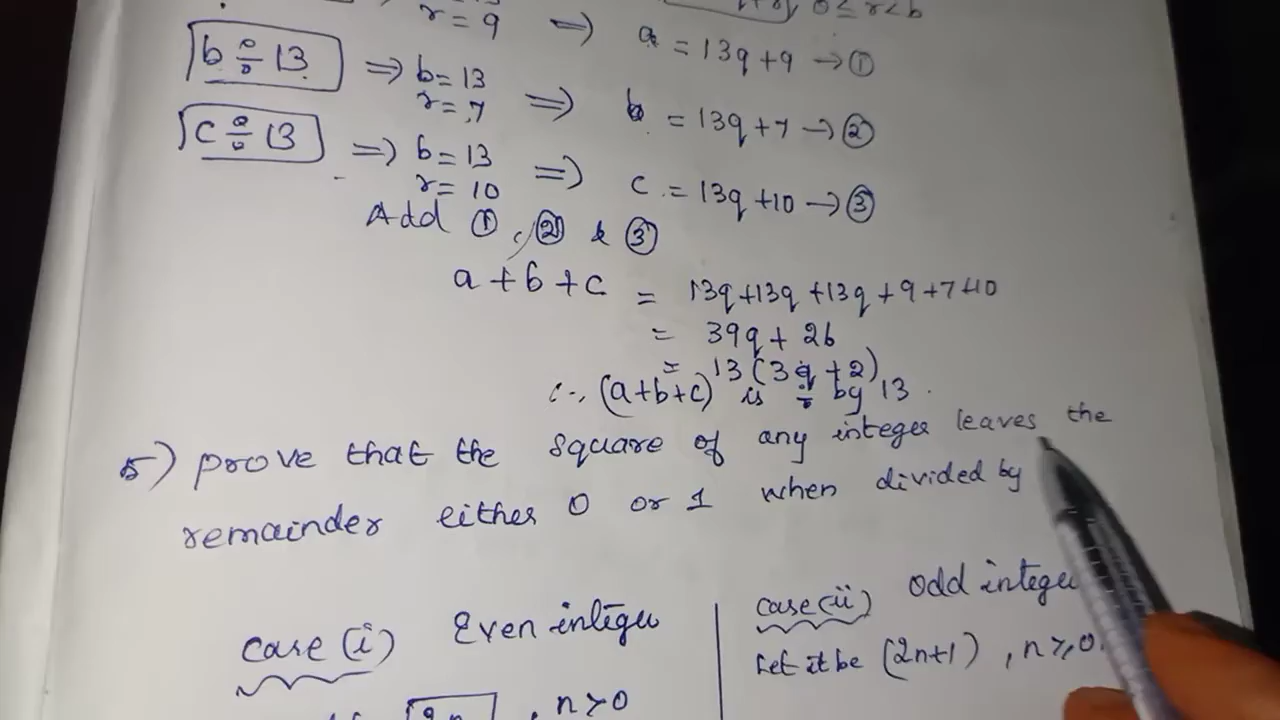 r = 9 ⇒ a = 13q + 9 → ①
0 ≤ r < b
b ÷ 13 ⇒ b = 13
r = 7 ⇒ b = 13q + 7 → ②
c ÷ 13 ⇒ b = 13
r = 10 ⇒ c = 13q + 10 → ③
Add ①, ② & ③
a + b + c = 13q + 13q + 13q + 9 + 7 + 10
= 39q + 26
= 13 (3q + 2)
∴ (a+b+c) is ÷ by 13.
5) prove that the square of any integer leaves the
remainder either 0 or 1 when divided by
case (i) Even integer
case (ii) Odd integer
Let it be (2n+1), n ≥ 0.
2n, n > 0